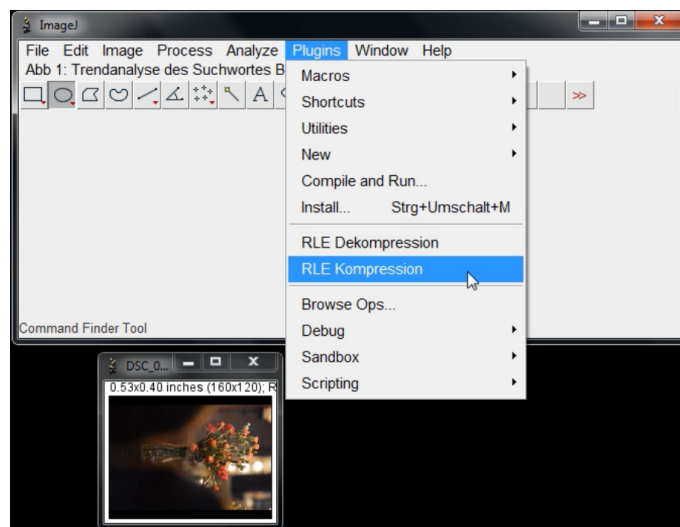 ImageJ
File Edit Image Process Analyze Plugins Window Help
Abb 1: Trendanalyse des Suchwortes B
A
>>
Macros
Shortcuts
Utilities
New
Compile and Run...
Install... Strg+Umschalt+M
RLE Dekompression
RLE Kompression
Browse Ops...
Debug
Sandbox
Scripting
Command Finder Tool
DSC_0...
0.53x0.40 inches (160x120); R